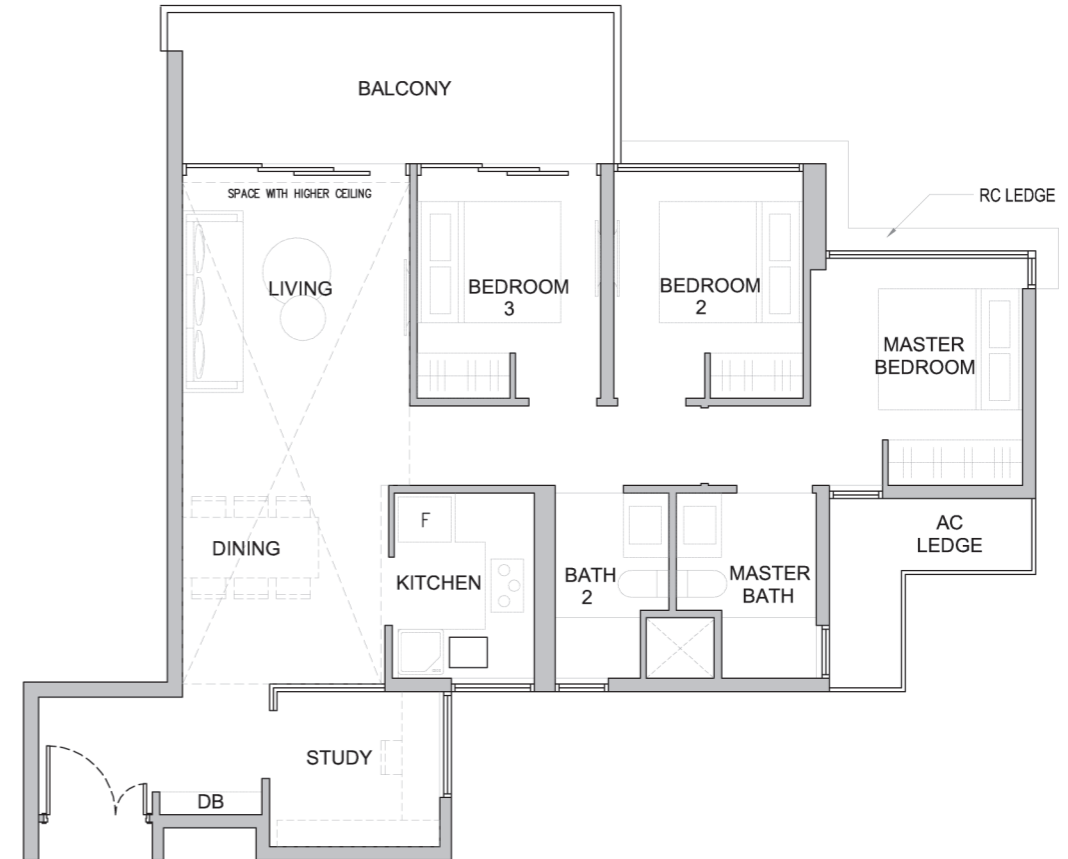 BALCONY
SPACE WITH HIGHER CEILING
RC LEDGE
LIVING
BEDROOM
3
BEDROOM
2
MASTER
BEDROOM
F
DINING
KITCHEN
BATH
2
MASTER
BATH
AC
LEDGE
STUDY
DB